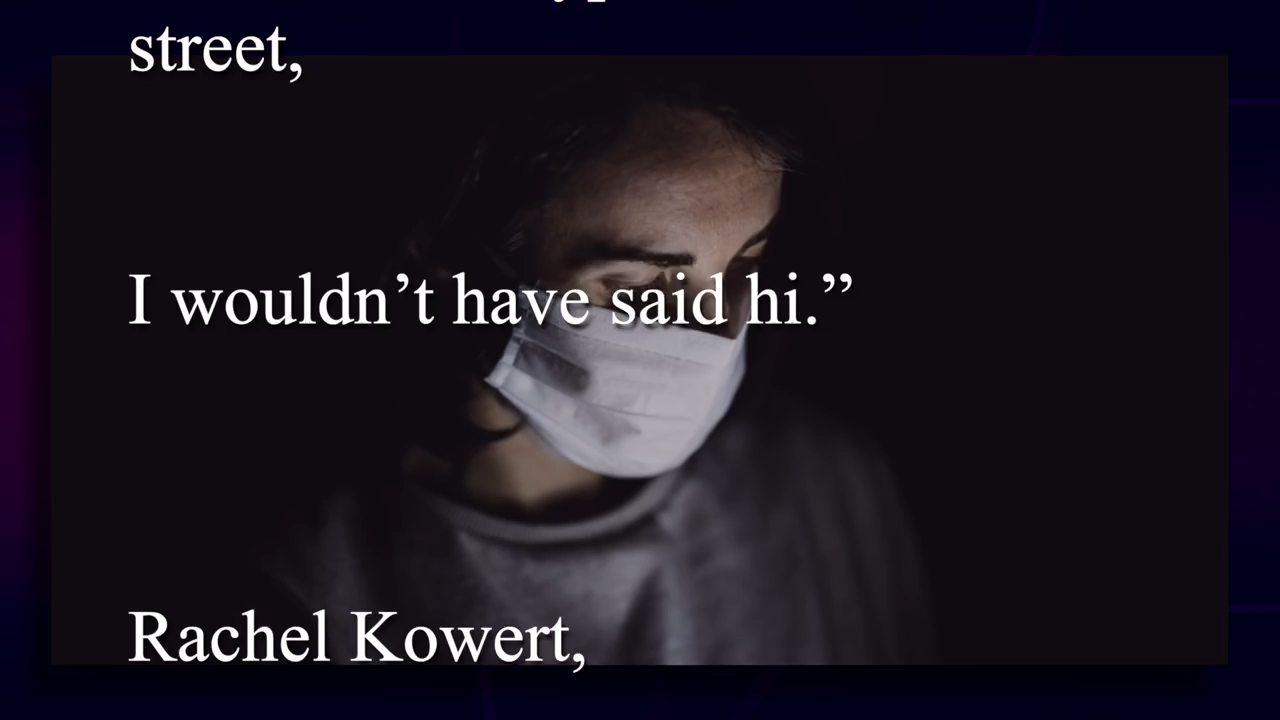 street,
I wouldn’t have said hi.”
Rachel Kowert,